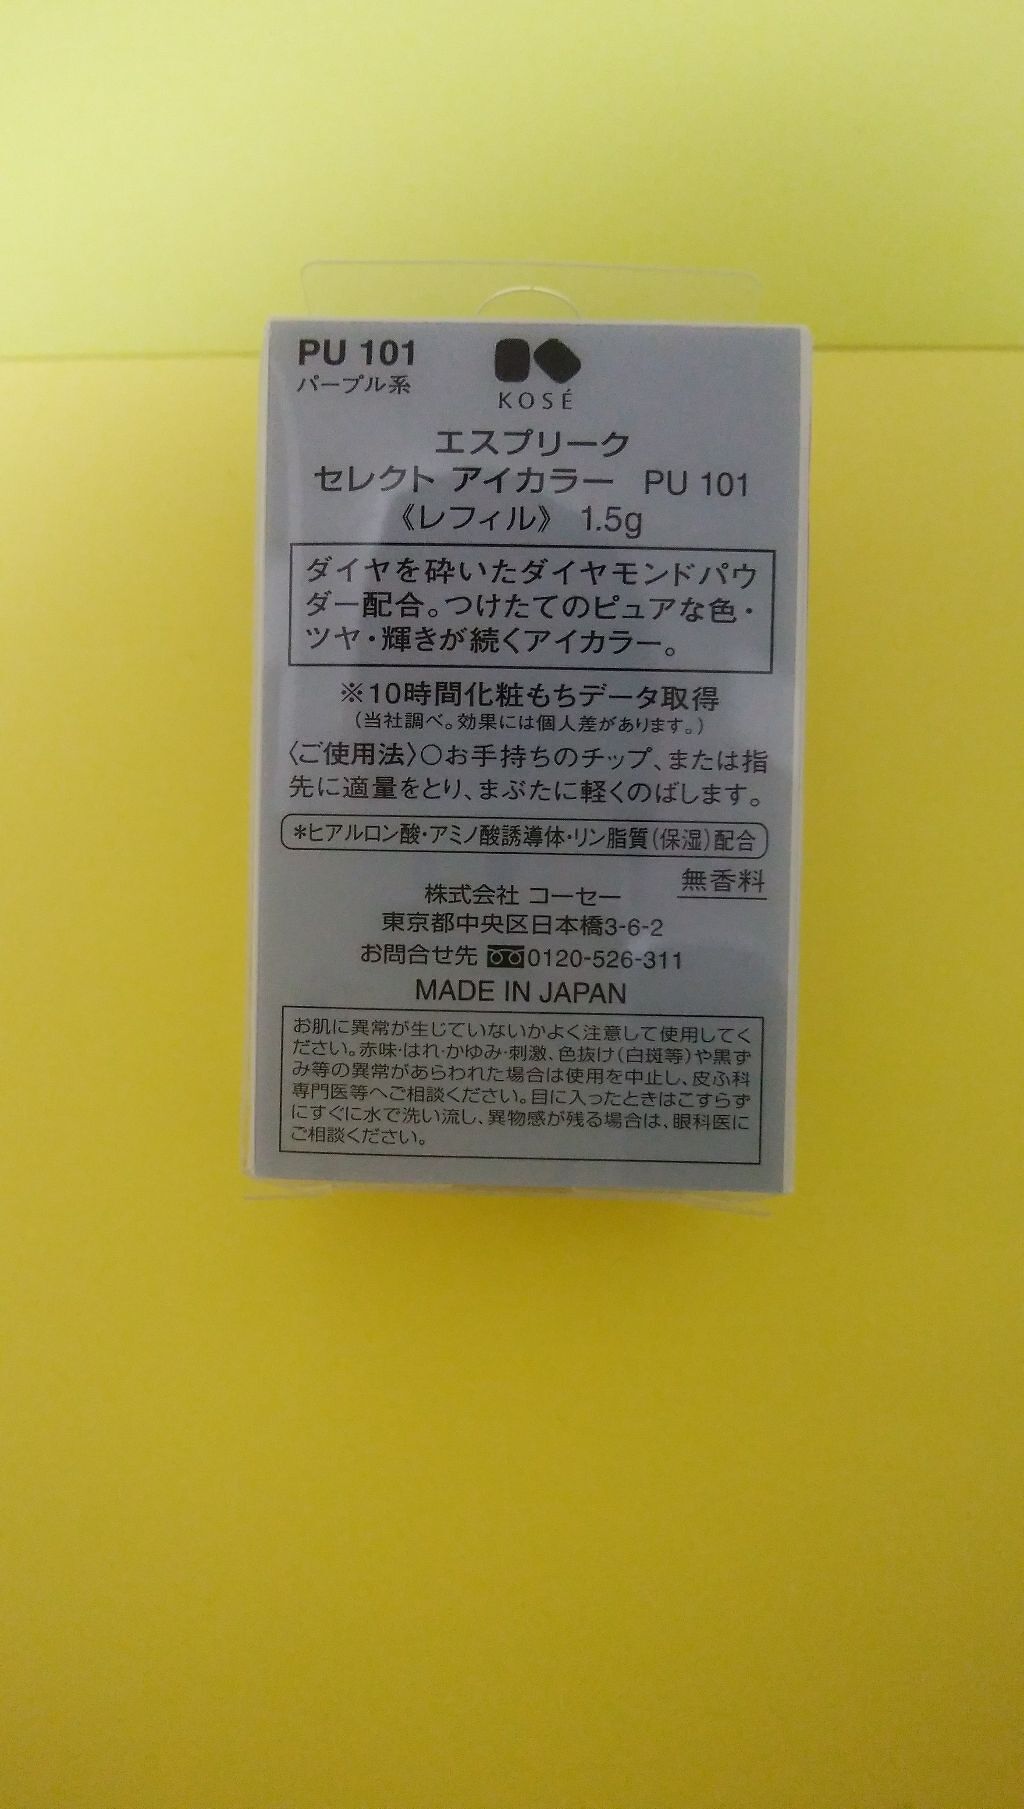 PU 101
パープル系
KOSÉ
エスプリーク
セレクト アイカラー PU 101
《レフィル》 1.5g
ダイヤを砕いたダイヤモンドパウ
ダー配合。つけたてのピュアな色・
ツヤ・輝きが続くアイカラー。
※10時間化粧もちデータ取得
(当社調べ。効果には個人差があります。)
〈ご使用法〉○お手持ちのチップ、または指
先に適量をとり、まぶたに軽くのばします。
*ヒアルロン酸・アミノ酸誘導体・リン脂質(保湿)配合
無香料
株式会社 コーセー
東京都中央区日本橋3-6-2
お問合せ先 0120-526-311
MADE IN JAPAN
お肌に異常が生じていないかよく注意して使用してく
ださい。赤味・はれ・かゆみ・刺激、色抜け(白斑等)や黒ず
み等の異常があらわれた場合は使用を中止し、皮ふ科
専門医等へご相談ください。目に入ったときはこすらず
にすぐに水で洗い流し、異物感が残る場合は、眼科医に
ご相談ください。